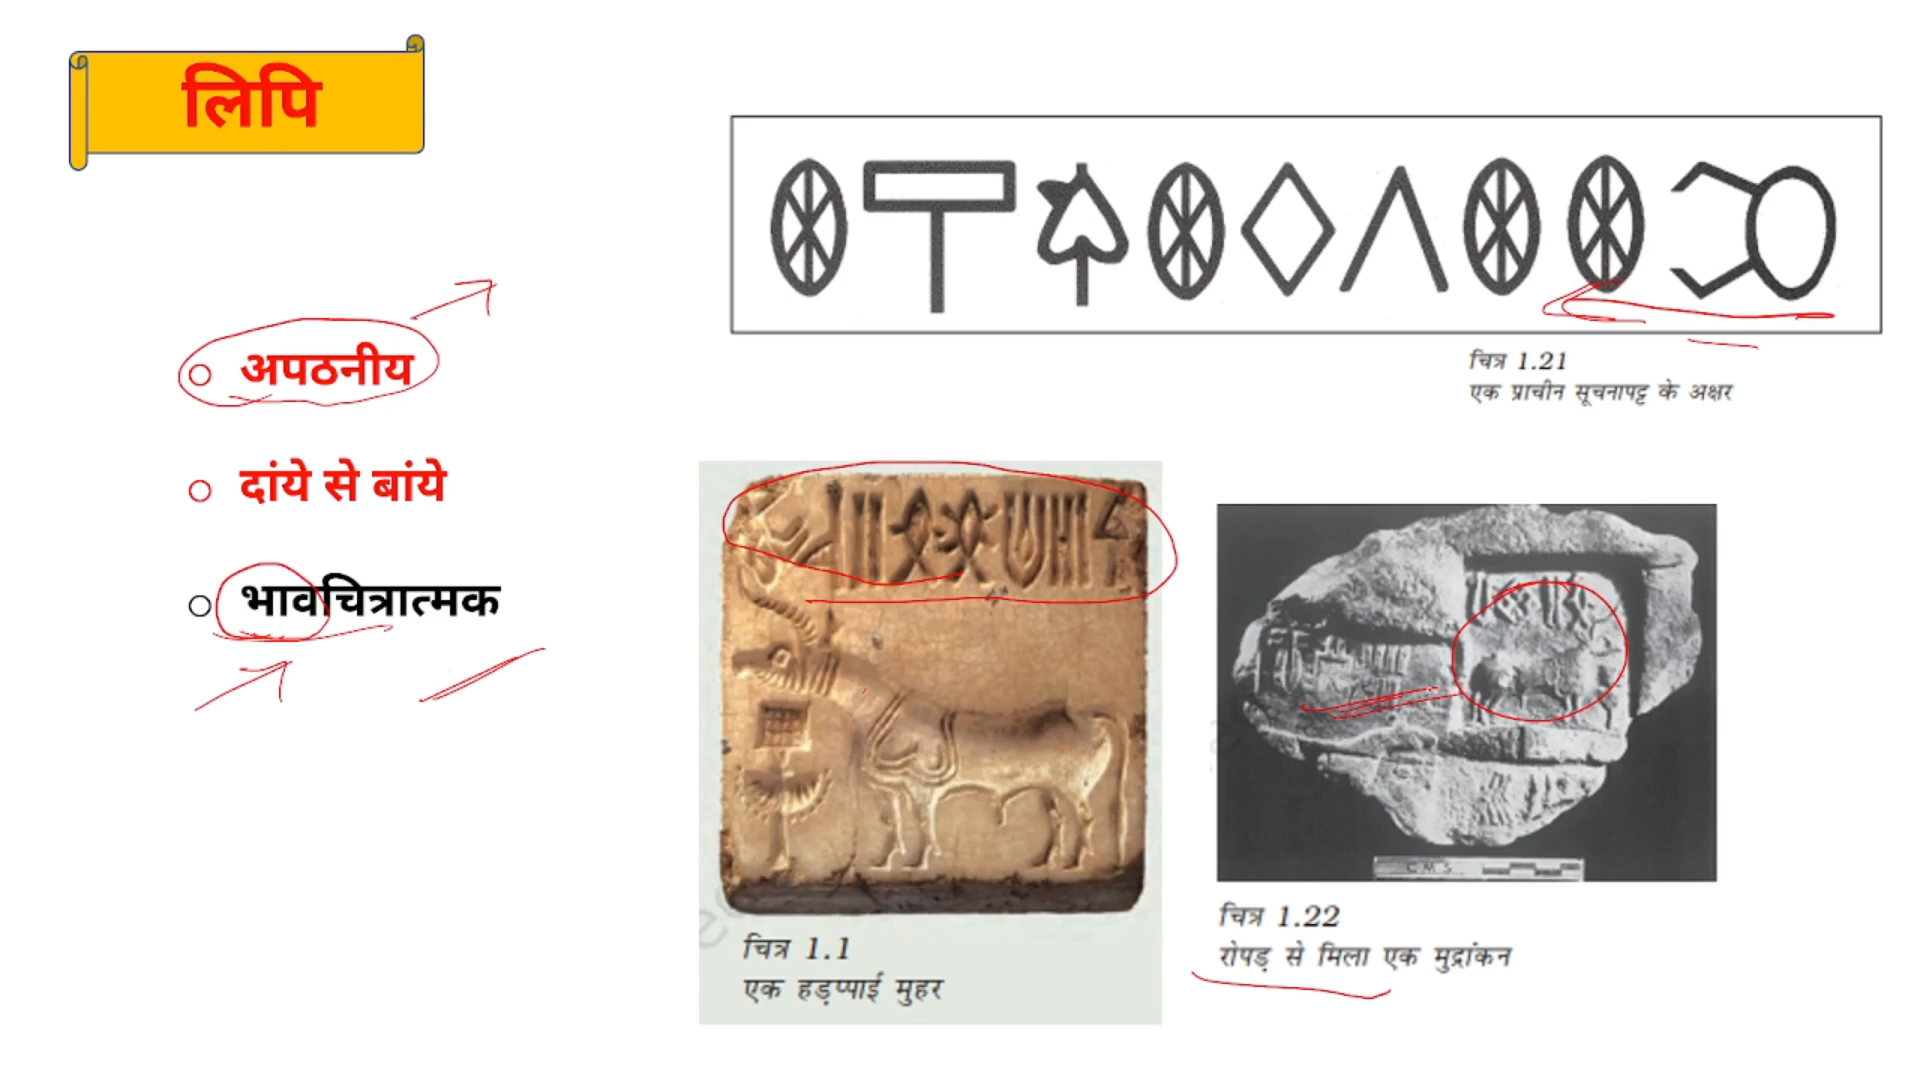 लिपि
अपठनीय
दांये से बांये
भावचित्रात्मक
चित्र 1.21
एक प्राचीन सूचनापट्ट के अक्षर
चित्र 1.1
एक हड़प्पाई मुहर
C M S
चित्र 1.22
रोपड़ से मिला एक मुद्रांकन